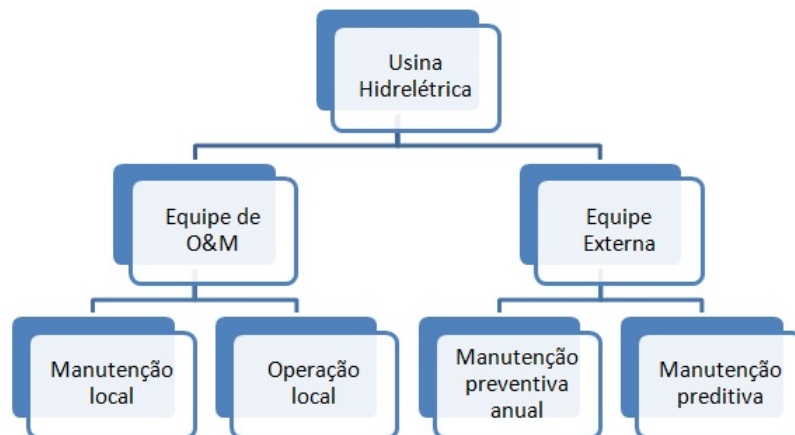 Usina
Hidrelétrica
Equipe de
O&M
Equipe
Externa
Manutenção
local
Operação
local
Manutenção
preventiva
anual
Manutenção
preditiva